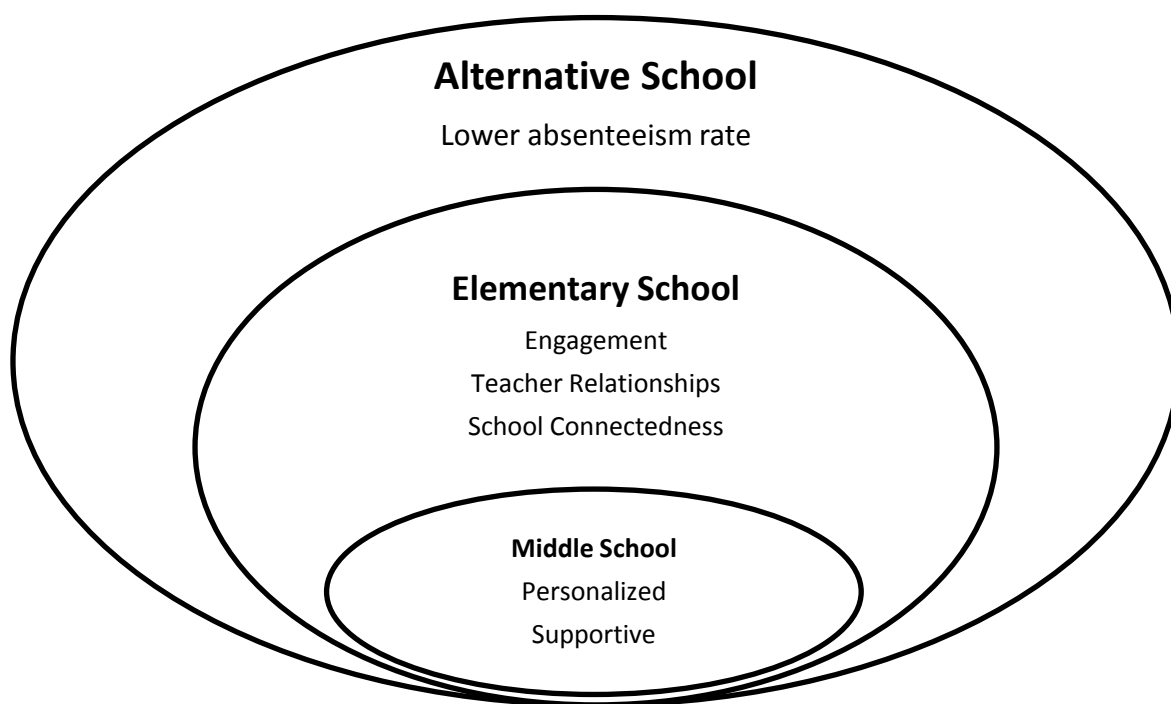 Alternative School
Lower absenteeism rate
Elementary School
Engagement
Teacher Relationships
School Connectedness
Middle School
Personalized
Supportive